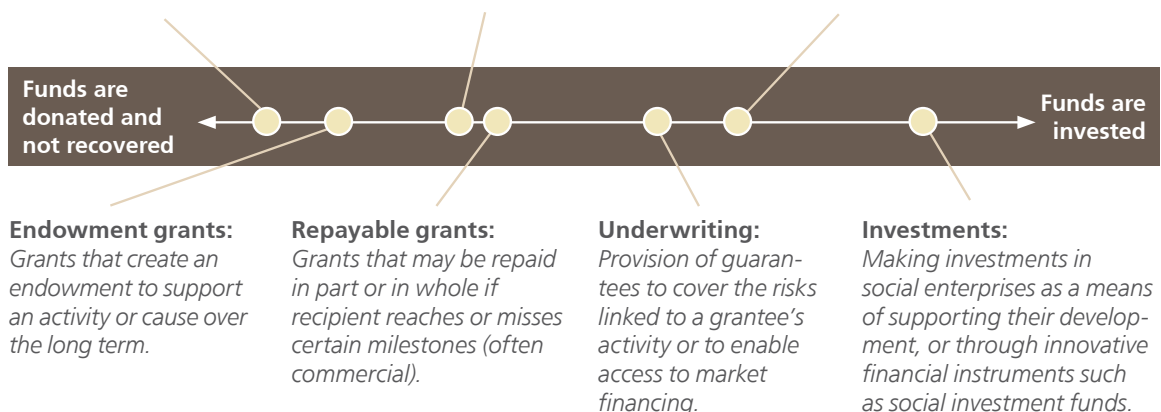 Funds are
donated and
not recovered
Funds are
invested
Endowment grants:
Grants that create an
endowment to support
an activity or cause over
the long term.
Repayable grants:
Grants that may be repaid
in part or in whole if
recipient reaches or misses
certain milestones (often
commercial).
Underwriting:
Provision of guaran-
tees to cover the risks
linked to a grantee’s
activity or to enable
access to market
financing.
Investments:
Making investments in
social enterprises as a means
of supporting their develop-
ment, or through innovative
financial instruments such
as social investment funds.